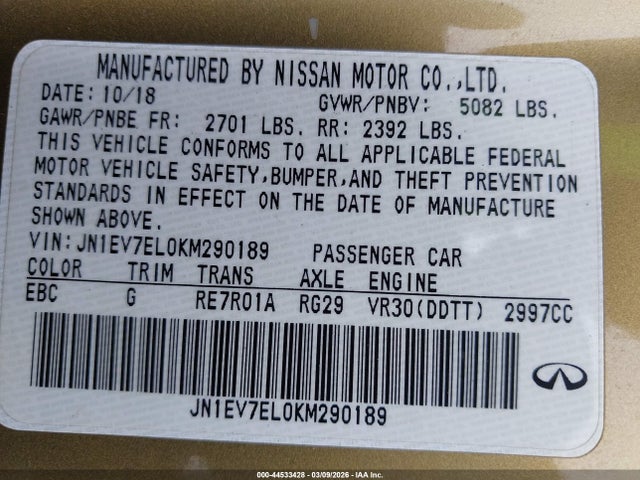 MANUFACTURED BY NISSAN MOTOR CO.,LTD.
DATE: 10/18 GVWR/PNBV: 5082 LBS.
GAWR/PNBE FR: 2701 LBS. RR: 2392 LBS.
THIS VEHICLE CONFORMS TO ALL APPLICABLE FEDERAL
MOTOR VEHICLE SAFETY,BUMPER,AND THEFT PREVENTION
STANDARDS IN EFFECT ON THE DATE OF MANUFACTURE
SHOWN ABOVE.
VIN:JN1EV7EL0KM290189 PASSENGER CAR
COLOR TRIM TRANS AXLE ENGINE
EBC G RE7R01A RG29 VR30(DDTT) 2997CC
JN1EV7EL0KM290189
000-44533428 - 03/09/2026 - IAA Inc.